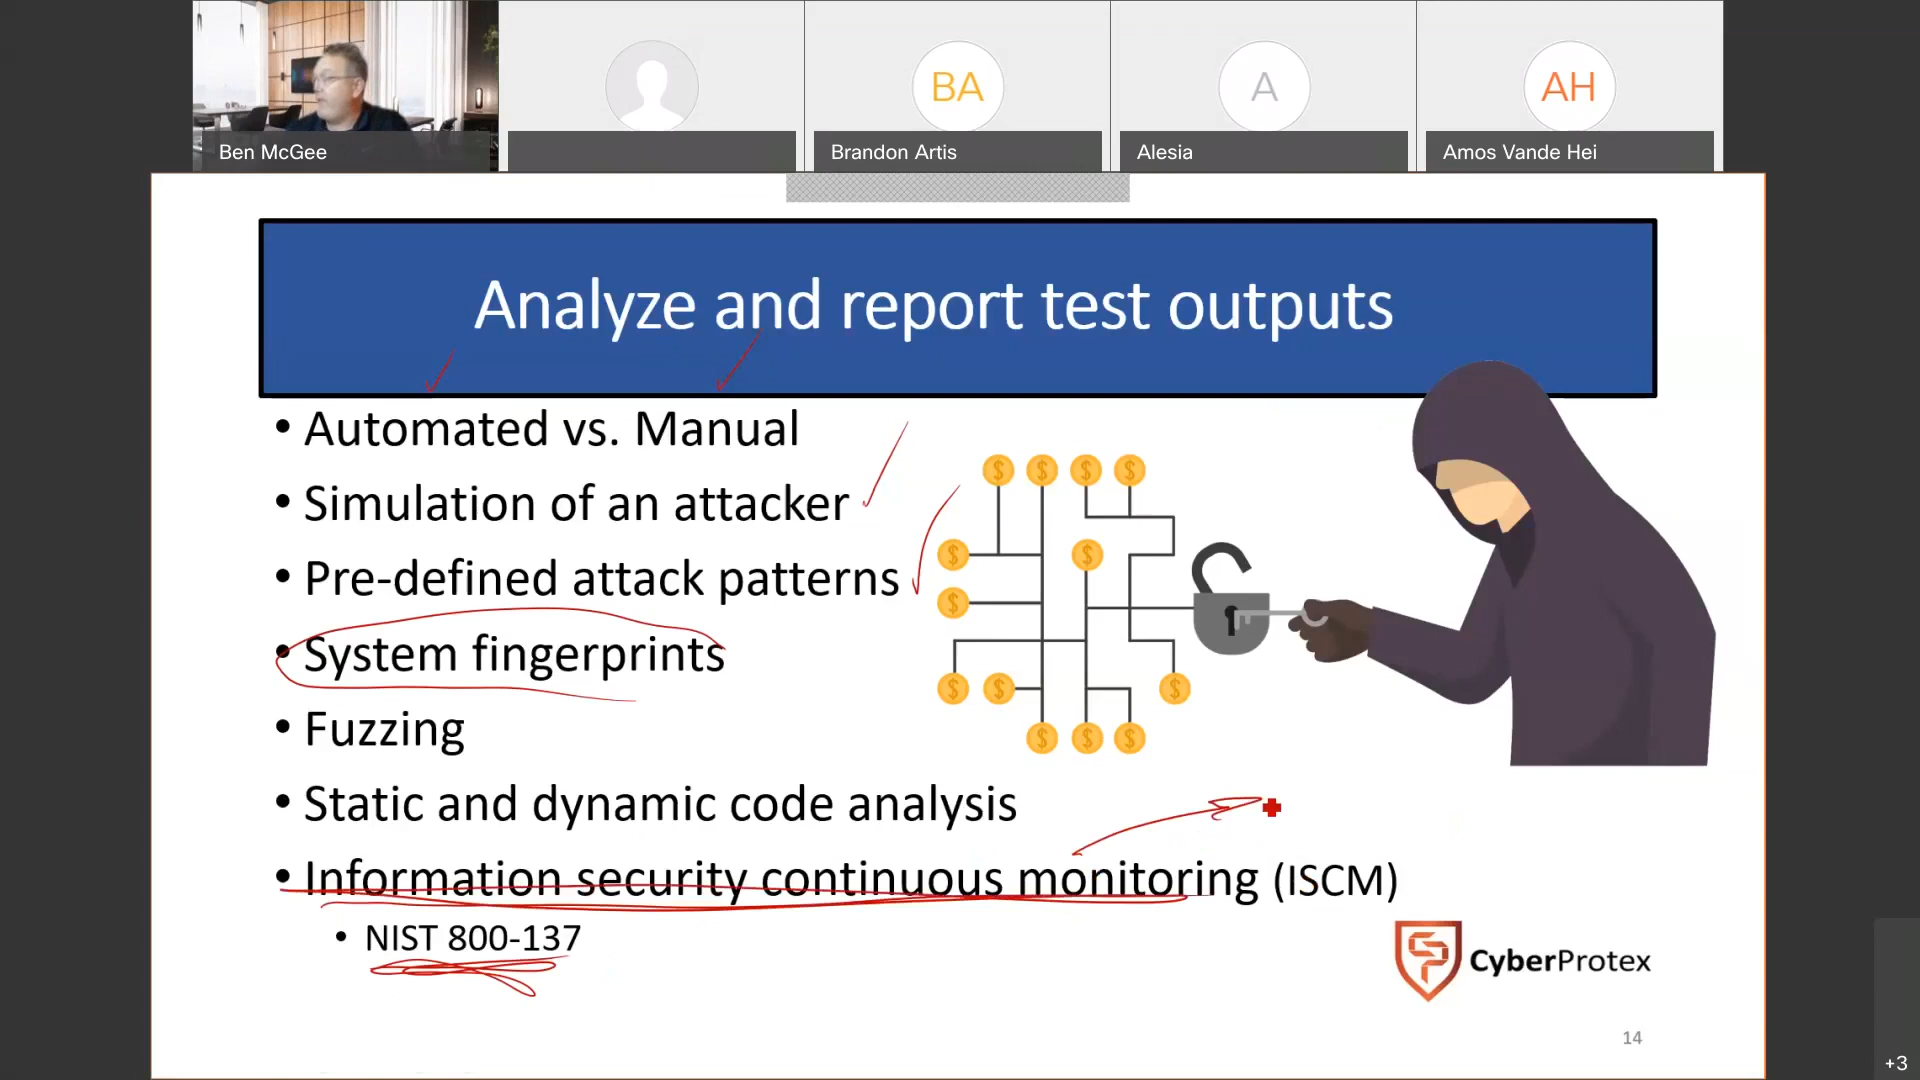 BA
A
AH
Ben McGee
Brandon Artis
Alesia
Amos Vande Hei
Analyze and report test outputs
• Automated vs. Manual
• Simulation of an attacker
• Pre-defined attack patterns
• System fingerprints
• Fuzzing
• Static and dynamic code analysis
• Information security continuous monitoring (ISCM)
• NIST 800-137
CyberProtex
14
+3